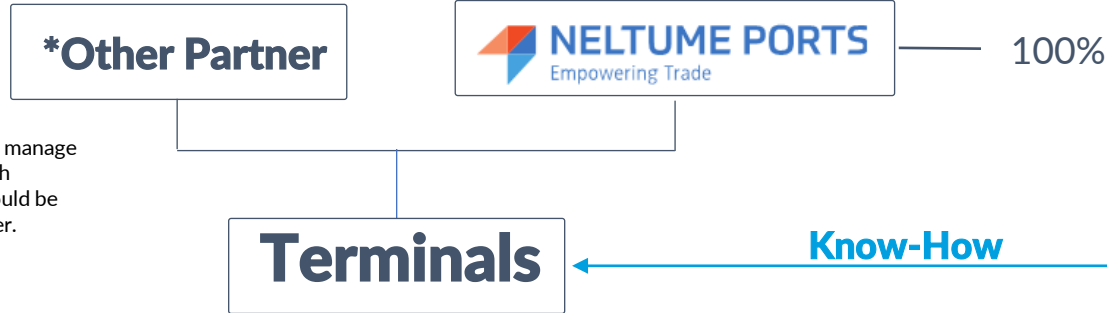 *Other Partner
NELTUME PORTS
Empowering Trade
100%
manage
h
uld be
er.
Terminals
Know-How